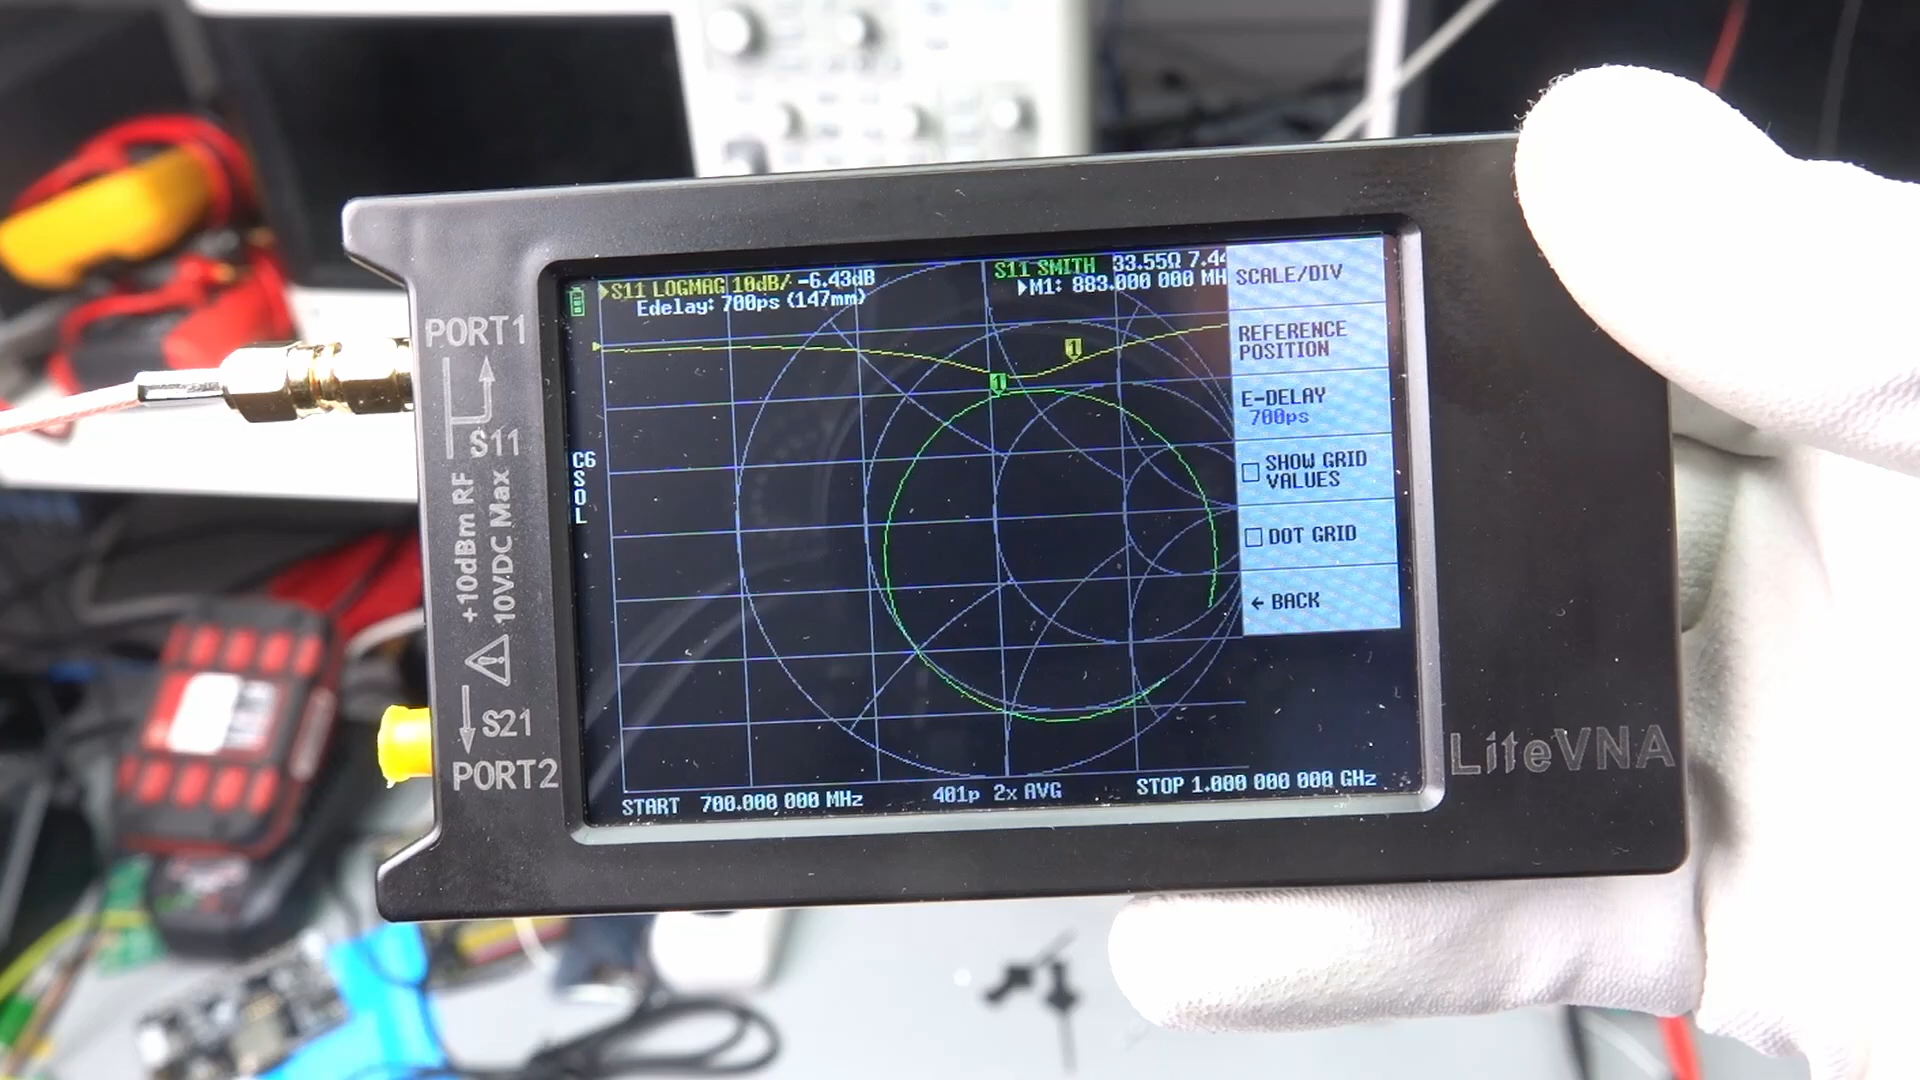 PORT1
S11
+10dBm RF
10VDC Max
S21
PORT2
S11 LOGMAG 10dB/ -6.43dB
Edelay: 700ps (147mm)
S11 SMITH 33.55Ω 7.44
M1: 883.000 000 MH
1
1
C6
S
O
L
START 700.000 000 MHz
401p 2x AVG
STOP 1.000 000 000 GHz
SCALE/DIV
REFERENCE
POSITION
E-DELAY
700ps
SHOW GRID
VALUES
DOT GRID
← BACK
LiteVNA